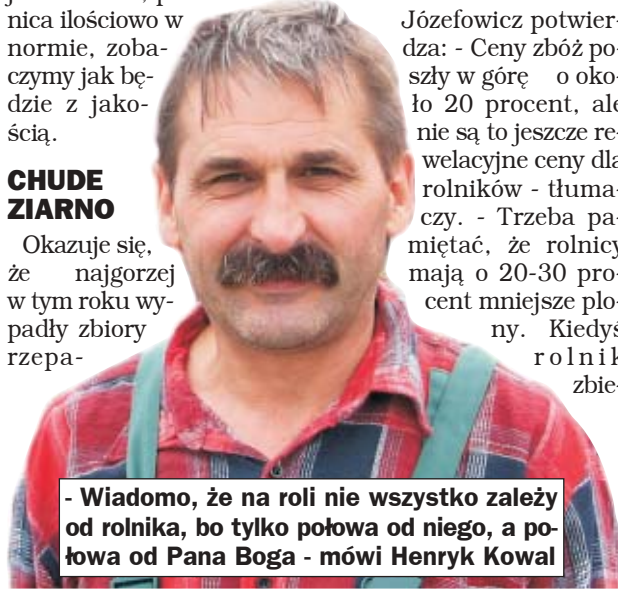 nica ilościowo w
normie, zoba-
czymy jak bę-
dzie z jako-
ścią.
CHUDE
ZIARNO
Okazuje się,
że najgorzej
w tym roku wy-
padły zbiory
rzepa-
Józefowicz potwier-
dza: - Ceny zbóż po-
szły w górę o oko-
ło 20 procent, ale
nie są to jeszcze re-
welacyjne ceny dla
rolników - tłuma-
czy. - Trzeba pa-
miętać, że rolnicy
mają o 20-30 pro-
cent mniejsze plo-
ny. Kiedyś
rolnik
zbie-
- Wiadomo, że na roli nie wszystko zależy
od rolnika, bo tylko połowa od niego, a po-
łowa od Pana Boga - mówi Henryk Kowal